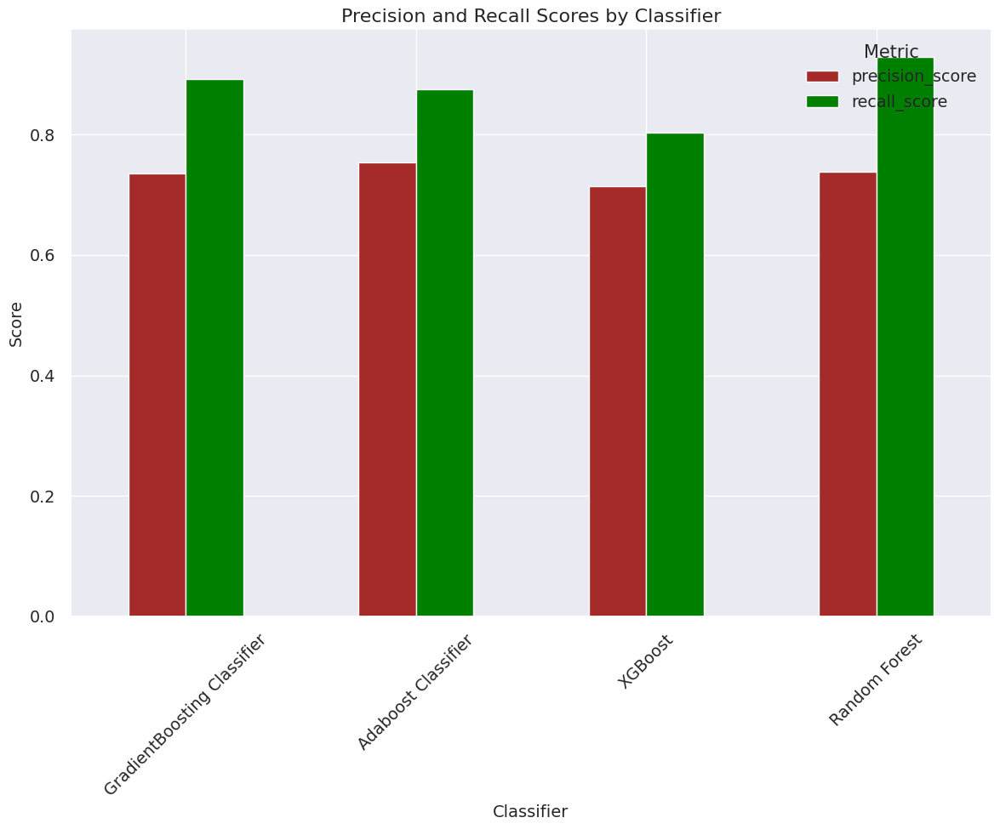 Precision and Recall Scores by Classifier
Metric
precision_score
recall_score
Score
0.8
0.6
0.4
0.2
0.0
GradientBoosting Classifier
Adaboost Classifier
XGBoost
Random Forest
Classifier